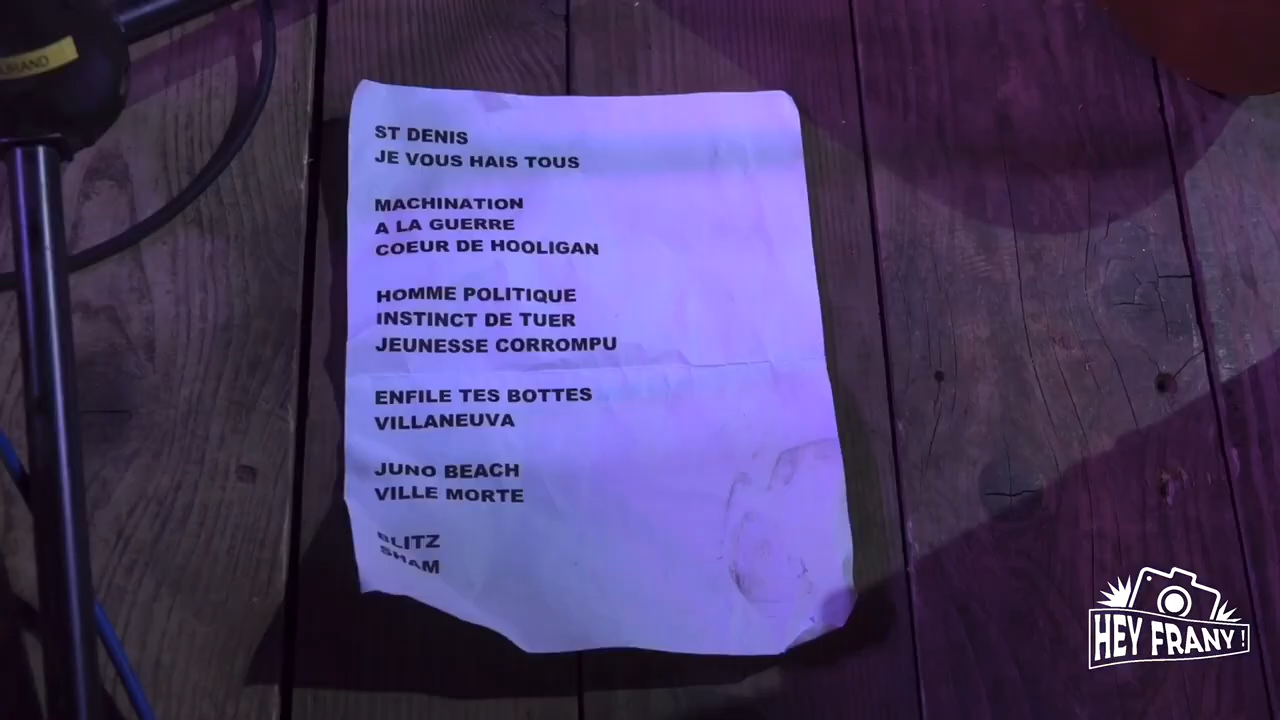 ST DENIS
JE VOUS HAIS TOUS
MACHINATION
A LA GUERRE
COEUR DE HOOLIGAN
HOMME POLITIQUE
INSTINCT DE TUER
JEUNESSE CORROMPU
ENFILE TES BOTTES
VILLANEUVA
JUNO BEACH
VILLE MORTE
BLITZ
SHAM
HEY FRANY !